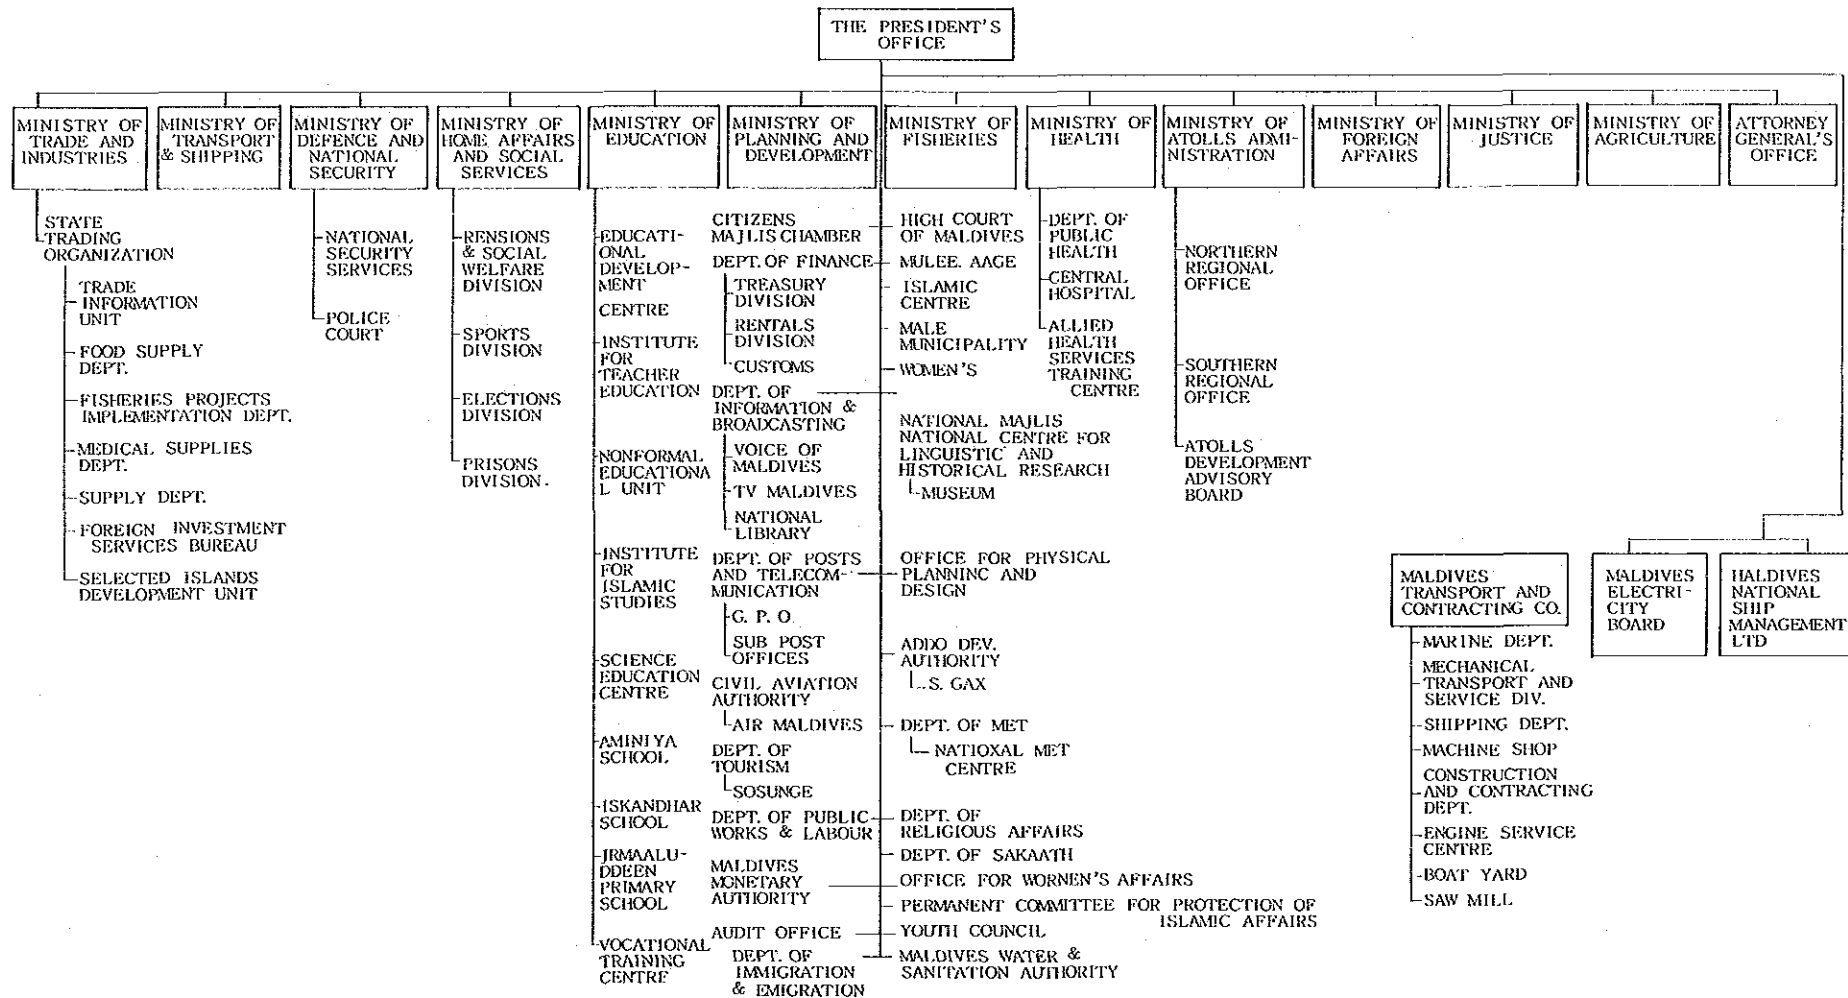 THE PRESIDENT'S
OFFICE
MINISTRY OF
TRADE AND
INDUSTRIES
MINISTRY OF
TRANSPORT
& SHIPPING
MINISTRY OF
DEFENCE AND
NATIONAL
SECURITY
MINISTRY OF
HOME AFFAIRS
AND SOCIAL
SERVICES
MINISTRY OF
EDUCATION
MINISTRY OF
PLANNING AND
DEVELOPMENT
MINISTRY OF
FISHERIES
MINISTRY OF
HEALTH
MINISTRY OF
ATOLLS ADMI-
NISTRATION
MINISTRY OF
FOREIGN
AFFAIRS
MINISTRY OF
JUSTICE
MINISTRY OF
AGRICULTURE
ATTORNEY
GENERAL'S
OFFICE
STATE
TRADING
ORGANIZATION
TRADE
INFORMATION
UNIT
FOOD SUPPLY
DEPT.
FISHERIES PROJECTS
IMPLEMENTATION DEPT.
MEDICAL SUPPLIES
DEPT.
SUPPLY DEPT.
FOREIGN INVESTMENT
SERVICES BUREAU
SELECTED ISLANDS
DEVELOPMENT UNIT
NATIONAL
SECURITY
SERVICES
POLICE
COURT
RENSIONS
& SOCIAL
WELFARE
DIVISION
SPORTS
DIVISION
ELECTIONS
DIVISION
PRISONS
DIVISION.
EDUCATI-
ONAL
DEVELOP-
MENT
CENTRE
INSTITUTE
FOR
TEACHER
EDUCATION
NONFORMAL
EDUCATIONA
L UNIT
INSTITUTE
FOR
ISLAMIC
STUDIES
SCIENCE
EDUCATION
CENTRE
AMINIYA
SCHOOL
ISKANDHAR
SCHOOL
JRMAALU-
DDEEN
PRIMARY
SCHOOL
VOCATIONAL
TRAINING
CENTRE
CITIZENS
MAJLIS CHAMBER
DEPT. OF FINANCE
TREASURY
DIVISION
RENTALS
DIVISION
CUSTOMS
DEPT. OF
INFORMATION &
BROADCASTING
VOICE OF
MALDIVES
TV MALDIVES
NATIONAL
LIBRARY
DEPT. OF POSTS
AND TELECOM-
MUNICATION
G. P. O.
SUB POST
OFFICES
CIVIL AVIATION
AUTHORITY
AIR MALDIVES
DEPT. OF
TOURISM
SOSUNGE
DEPT. OF PUBLIC
WORKS & LABOUR
MALDIVES
MONETARY
AUTHORITY
AUDIT OFFICE
DEPT. OF
IMMIGRATION
& EMIGRATION
HIGH COURT
OF MALDIVES
MULEE. AAGE
ISLAMIC
CENTRE
MALE
MUNICIPALITY
WOMEN'S
NATIONAL MAJLIS
NATIONAL CENTRE FOR
LINGUISTIC AND
HISTORICAL RESEARCH
MUSEUM
OFFICE FOR PHYSICAL
PLANNINC AND
DESIGN
ADDO DEV.
AUTHORITY
S. GAX
DEPT. OF MET
NATIOXAL MET
CENTRE
DEPT. OF
RELIGIOUS AFFAIRS
DEPT. OF SAKAATH
OFFICE FOR WORNEN'S AFFAIRS
PERMANENT COMMITTEE FOR PROTECTION OF
ISLAMIC AFFAIRS
YOUTH COUNCIL
MALDIVES WATER &
SANITATION AUTHORITY
DEPT. OF
PUBLIC
HEALTH
CENTRAL
HOSPITAL
ALLIED
HEALTH
SERVICES
TRAINING
CENTRE
NORTHERN
REGIONAL
OFFICE
SOUTHERN
REGIONAL
OFFICE
ATOLLS
DEVELOPMENT
ADVISORY
BOARD
MALDIVES
TRANSPORT AND
CONTRACTING CO.
MARINE DEPT.
MECHANICAL
TRANSPORT AND
SERVICE DIV.
SHIPPING DEPT.
MACHINE SHOP
CONSTRUCTION
AND CONTRACTING
DEPT.
ENGINE SERVICE
CENTRE
BOAT YARD
SAW MILL
MALDIVES
ELECTRI-
CITY
BOARD
HALDIVES
NATIONAL
SHIP
MANAGEMENT
LTD